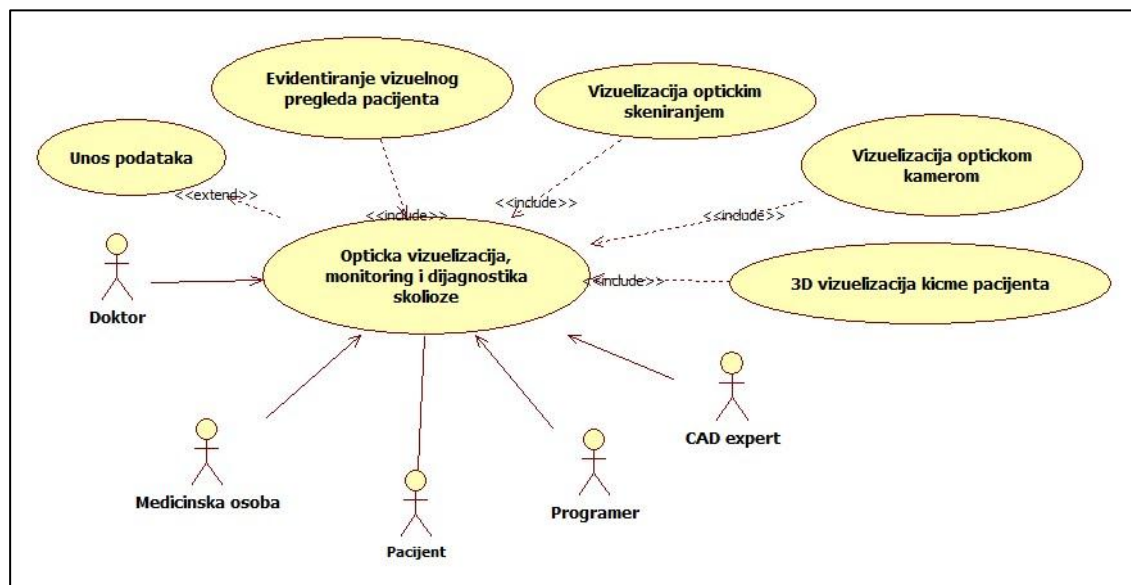 Evidentiranje vizuelnog
pregleda pacijenta
Vizuelizacija optickim
skeniranjem
Unos podataka
Vizuelizacija optickom
kamerom
<<extend>>
<<include>>
<<include>>
<<include>>
Opticka vizuelizacija,
monitoring i dijagnostika
skolioze
<<include>>
3D vizuelizacija kicme pacijenta
Doktor
CAD expert
Medicinska osoba
Programer
Pacijent